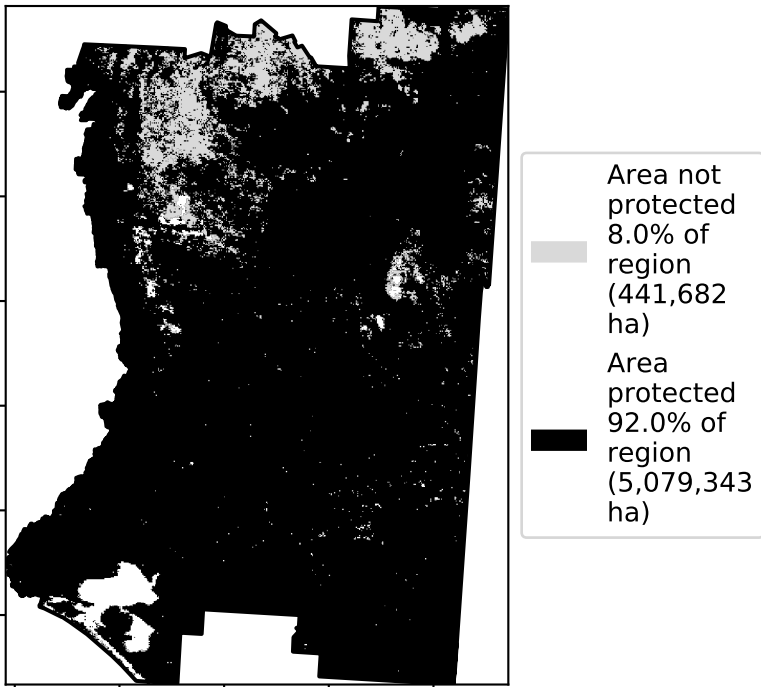 Area not
protected
8.0% of
region
(441,682
ha)
Area
protected
92.0% of
region
(5,079,343
ha)